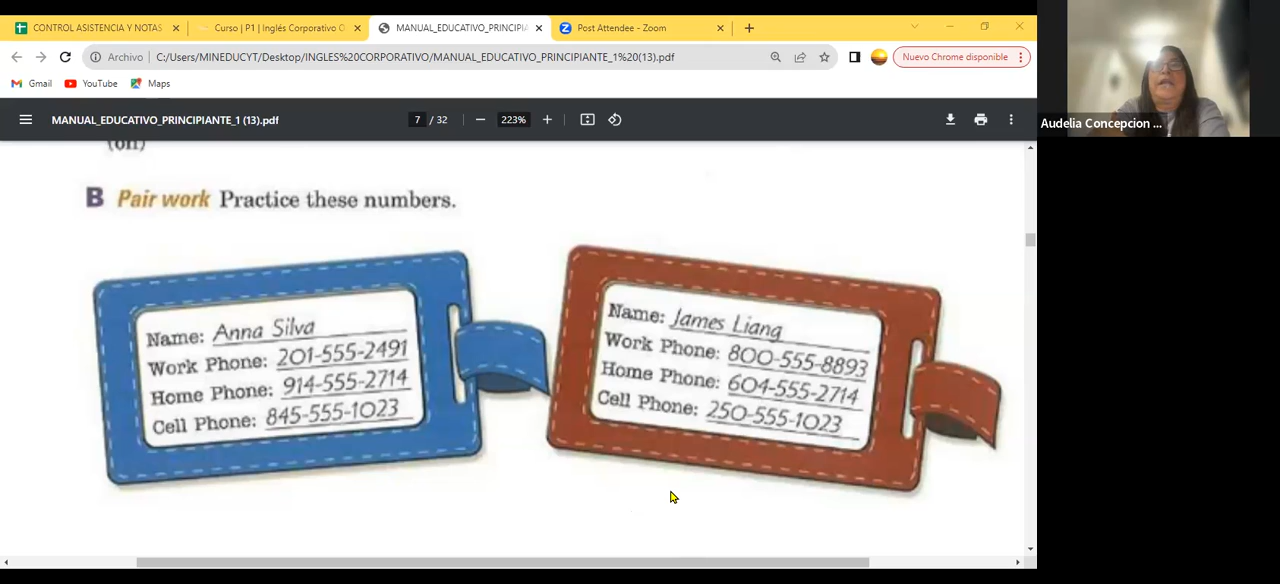 CONTROL ASISTENCIA Y NOTAS
Curso | P1 | Inglés Corporativo O
MANUAL_EDUCATIVO_PRINCIPIA
Post Attendee - Zoom
Archivo
C:/Users/MINEDUCYT/Desktop/INGLES%20CORPORATIVO/MANUAL_EDUCATIVO_PRINCIPIANTE_1%20(13).pdf
Nuevo Chrome disponible
Gmail
YouTube
Maps
Audelia Concepcion ...
MANUAL_EDUCATIVO_PRINCIPIANTE_1 (13).pdf
7 / 32
223%
B Pair work Practice these numbers.
Name: Anna Silva
Work Phone: 201-555-2491
Home Phone: 914-555-2714
Cell Phone: 845-555-1023
Name: James Liang
Work Phone: 800-555-8893
Home Phone: 604-555-2714
Cell Phone: 250-555-1023